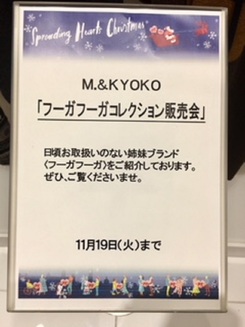 Spreading Heart Christmas
M.&KYOKO
「フーガフーガコレクション販売会」
日頃お取扱いのない姉妹ブランド
〈フーガフーガ〉をご紹介しております。
ぜひ、ご覧くださいませ。
11月19日(火)まで